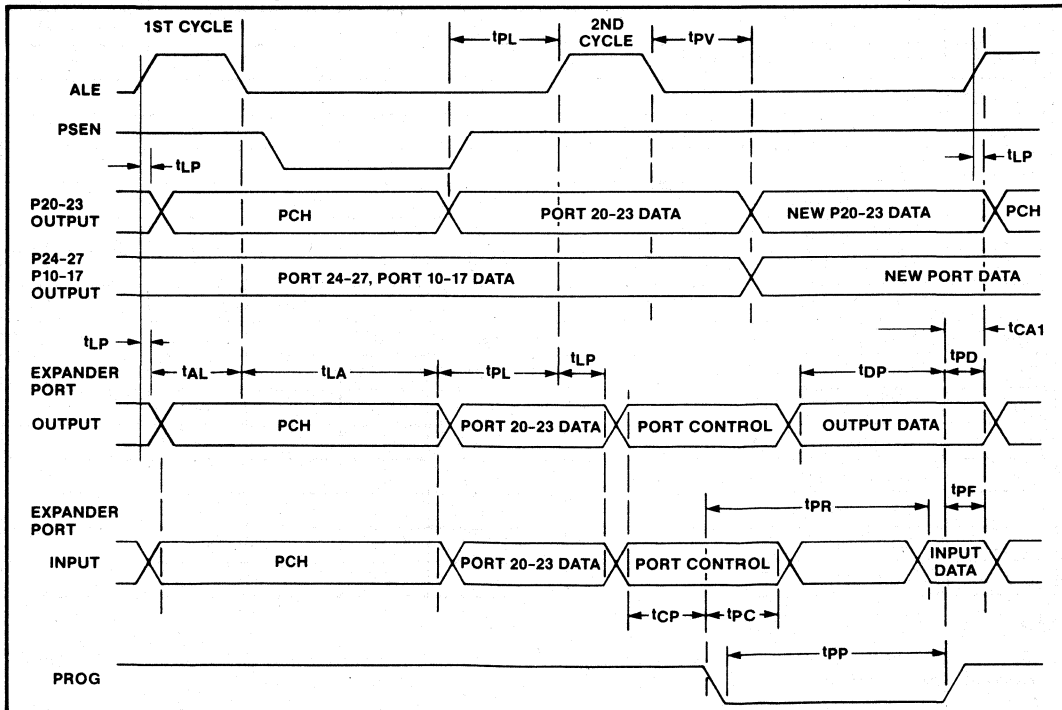 1ST CYCLE
2ND CYCLE
tPL
tPV
ALE
PSEN
tLP
tLP
P20-23 OUTPUT
PCH
PORT 20-23 DATA
NEW P20-23 DATA
PCH
P24-27
P10-17
OUTPUT
PORT 24-27, PORT 10-17 DATA
NEW PORT DATA
tLP
tCA1
tAL
tLA
tPL
tLP
tDP
tPD
EXPANDER PORT
OUTPUT
PCH
PORT 20-23 DATA
PORT CONTROL
OUTPUT DATA
tPR
tPF
EXPANDER PORT
INPUT
PCH
PORT 20-23 DATA
PORT CONTROL
INPUT DATA
tCP
tPC
tPP
PROG